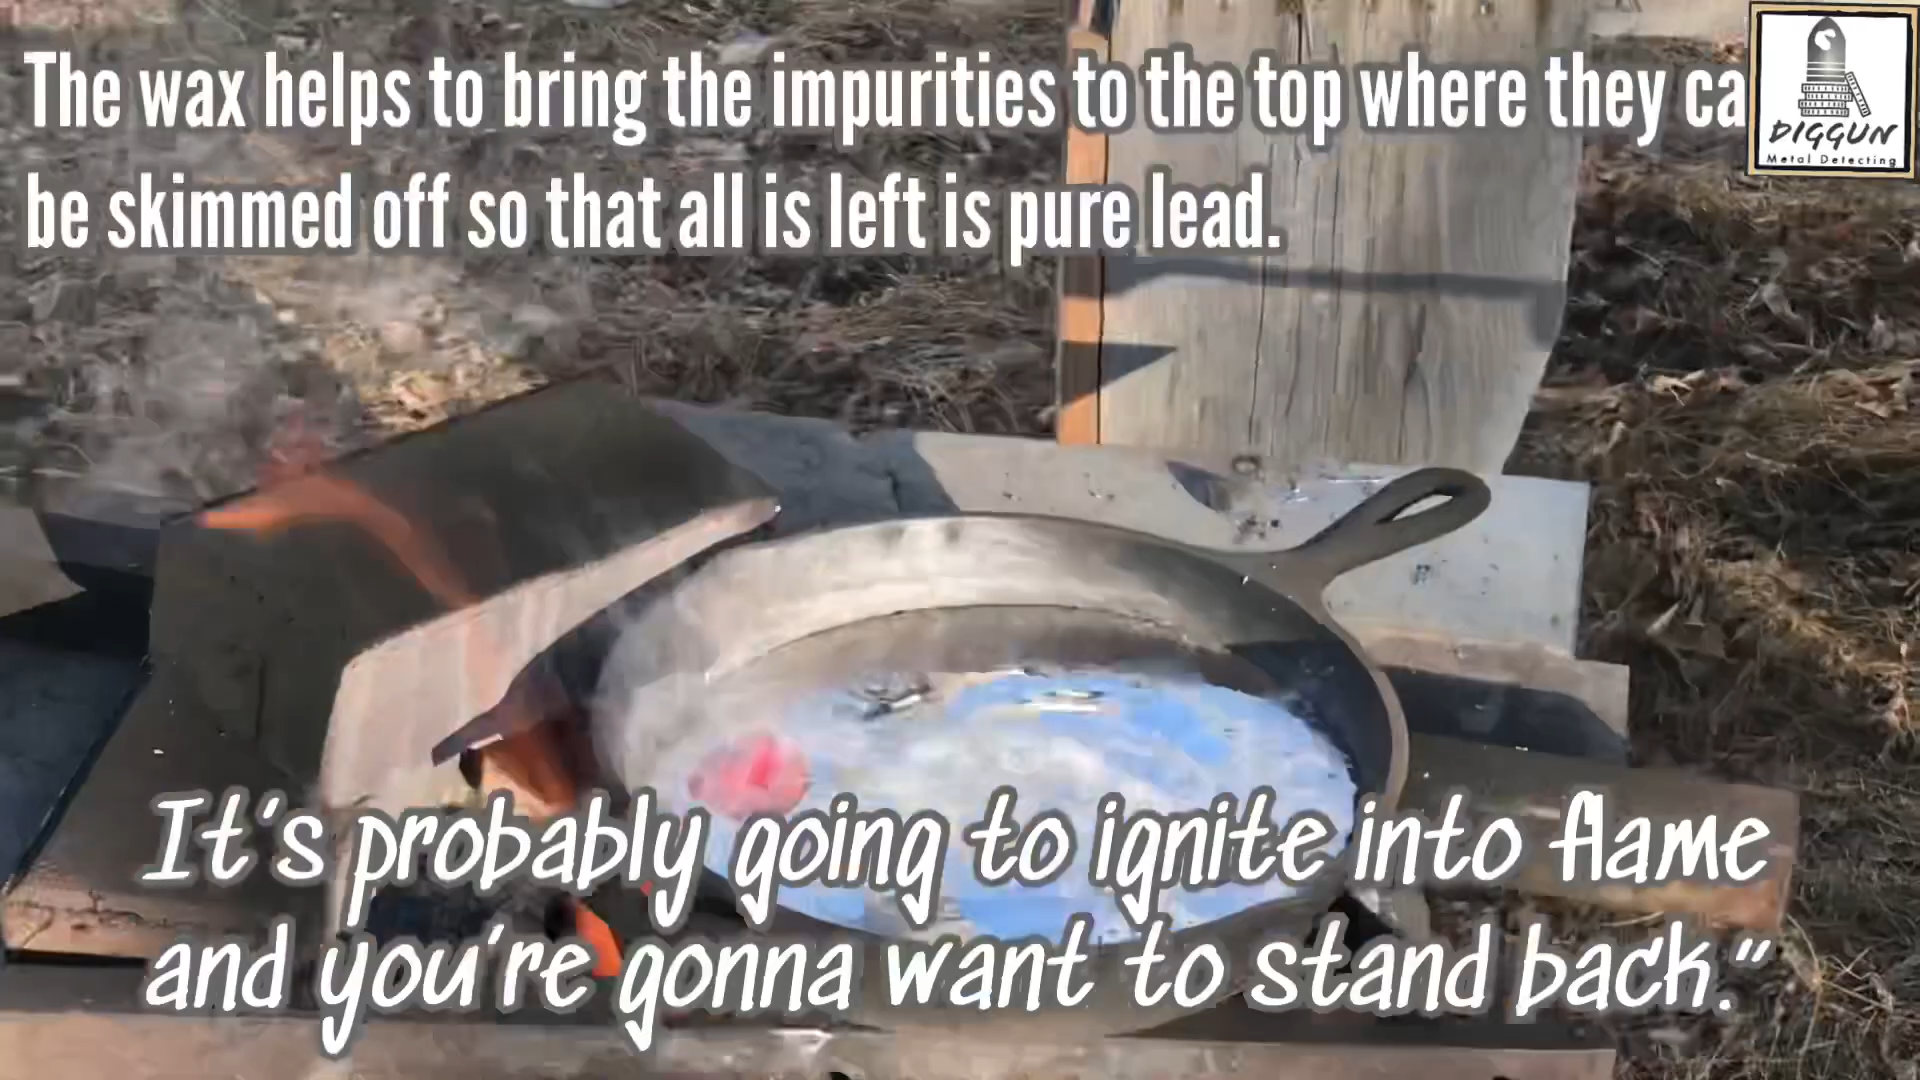 The wax helps to bring the impurities to the top where they ca
be skimmed off so that all is left is pure lead.
DIGGUN
Metal Detecting
It's probably going to ignite into flame
and you're gonna want to stand back."